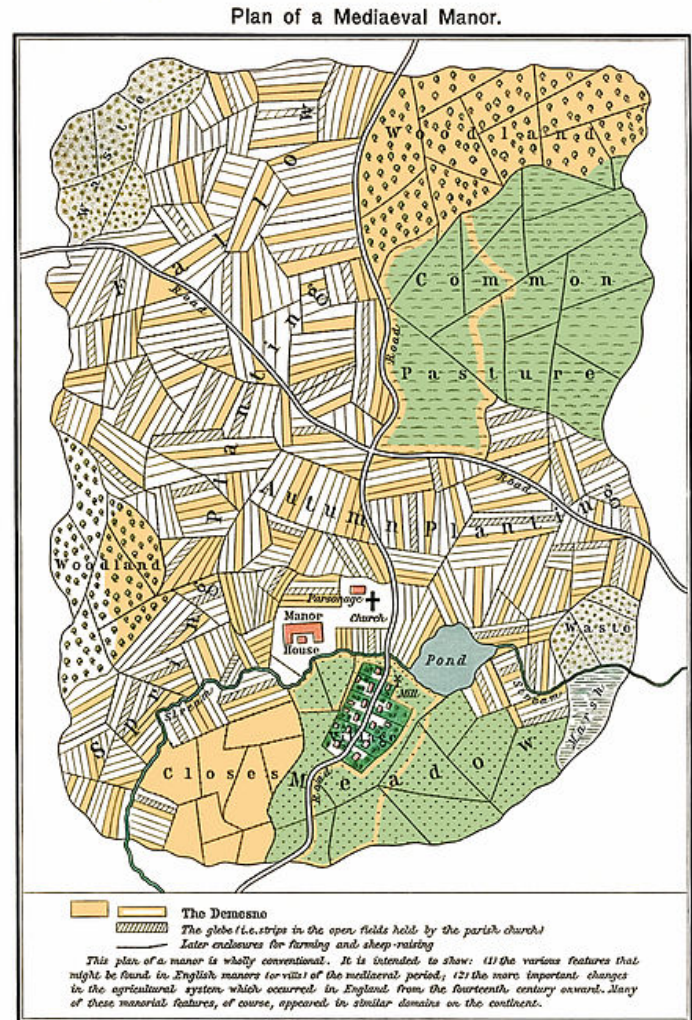 Plan of a Mediaeval Manor.
Waste
Woodland
Fallow
Common
Pasture
Road
Road
Spring Planting
Autumn Planting
Road
Woodland
Parsonage
Church
Manor
House
Waste
Pond
Mill
Stream
Stream
Marsh
Closes
Meadow
Road
The Demesne
The glebe (i.e. strips in the open fields held by the parish church)
Later enclosures for farming and sheep-raising
This plan of a manor is wholly conventional. It is intended to show: (1) the various features that
might be found in English manors (or vills) of the mediaeval period; (2) the more important changes
in the agricultural system which occurred in England from the fourteenth century onward. Many
of these manorial features, of course, appeared in similar domains on the continent.